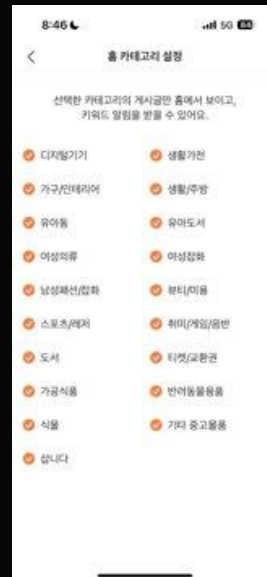 8:46
5G 84
홈 카테고리 설정
선택한 카테고리의 게시글만 홈에서 보이고,
키워드 알림을 받을 수 있어요.
디지털기기 생활가전
가구/인테리어 생활/주방
유아동 유아도서
여성의류 여성잡화
남성패션/잡화 뷰티/미용
스포츠/레저 취미/게임/음반
도서 티켓/교환권
가공식품 반려동물용품
식물 기타 중고물품
삽니다